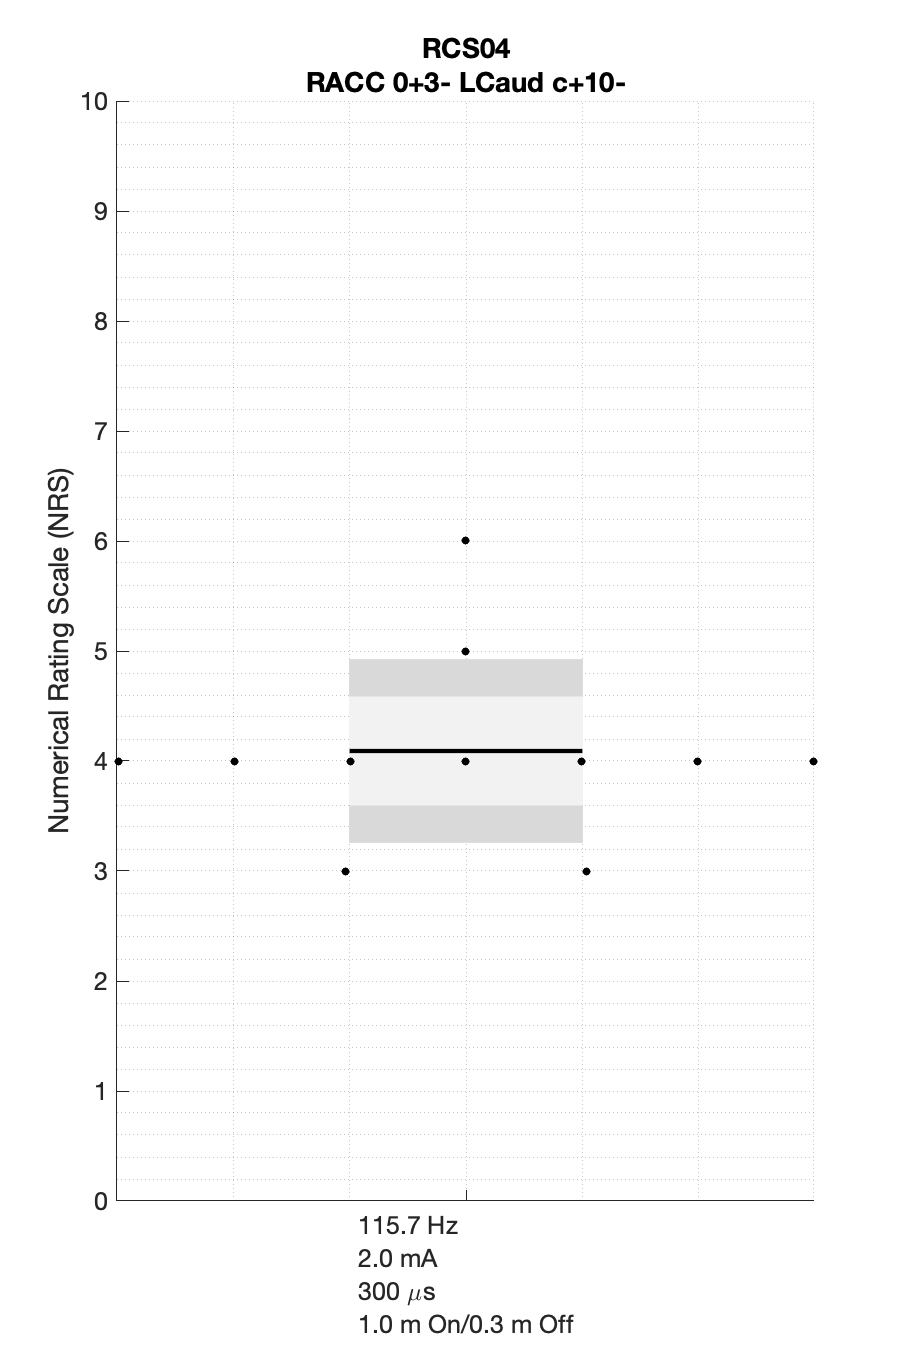 RCS04
RACC 0+3- LCaud c+10-
Numerical Rating Scale (NRS)
10
9
8
7
6
5
4
3
2
1
0
115.7 Hz
2.0 mA
300 μs
1.0 m On/0.3 m Off